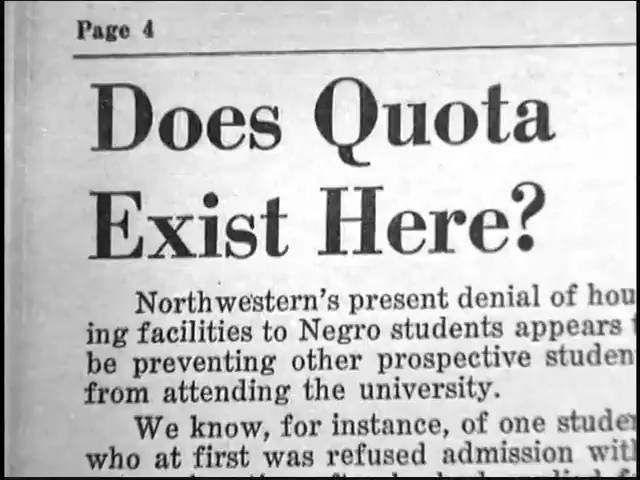 Page 4
Does Quota
Exist Here?
Northwestern's present denial of hou
ing facilities to Negro students appears
be preventing other prospective studen
from attending the university.
We know, for instance, of one stude
who at first was refused admission wit